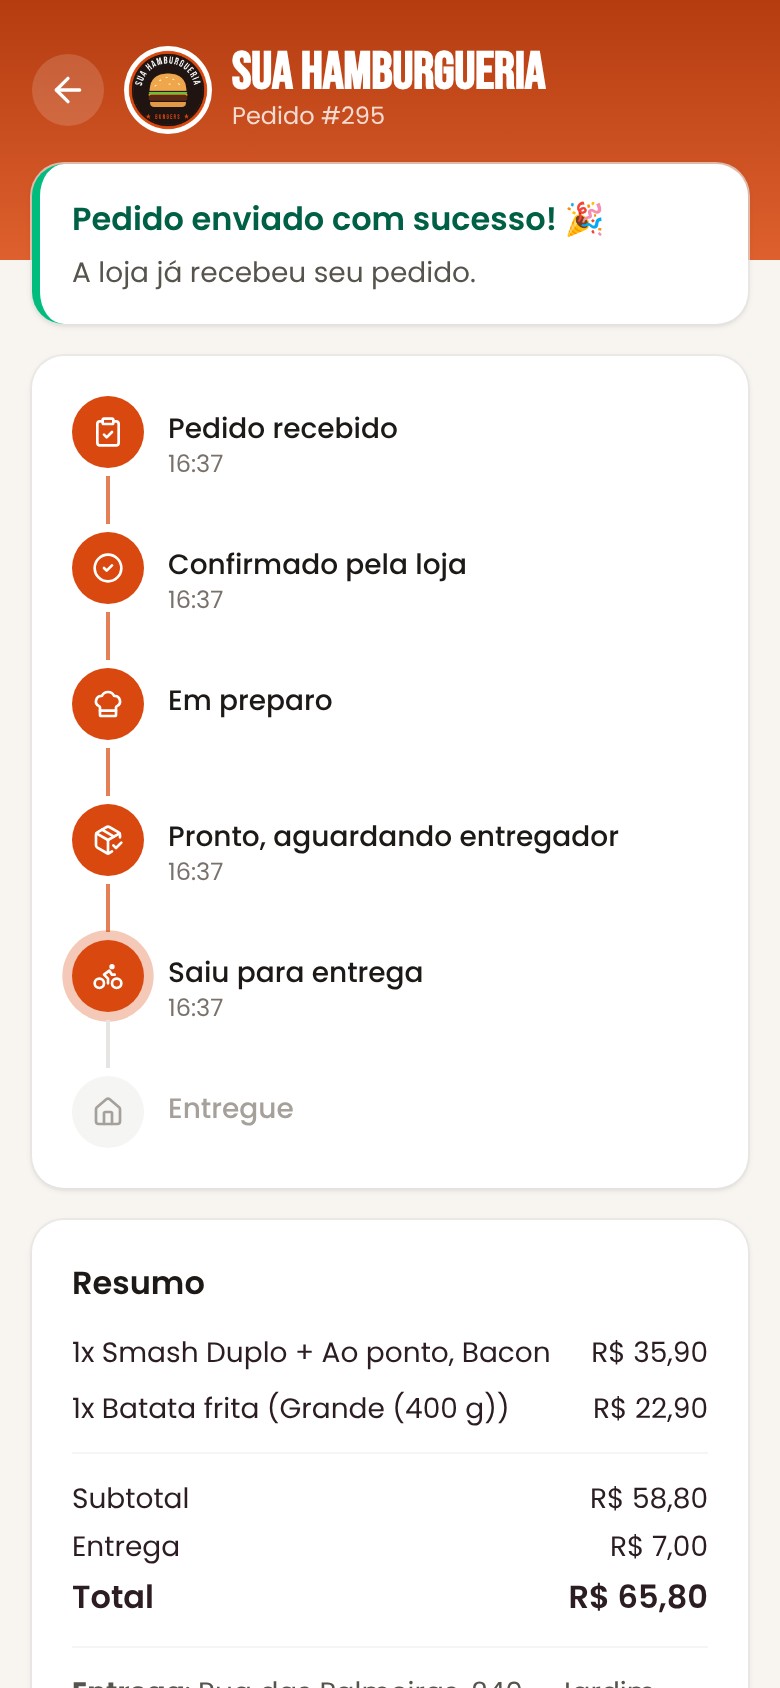 SUA HAMBURGUERIA
★ BURGERS ★
SUA HAMBURGUERIA
Pedido #295
Pedido enviado com sucesso! 🎉
A loja já recebeu seu pedido.
Pedido recebido
16:37
Confirmado pela loja
16:37
Em preparo
Pronto, aguardando entregador
16:37
Saiu para entrega
16:37
Entregue
Resumo
1x Smash Duplo + Ao ponto, Bacon R$ 35,90
1x Batata frita (Grande (400 g)) R$ 22,90
Subtotal R$ 58,80
Entrega R$ 7,00
Total R$ 65,80